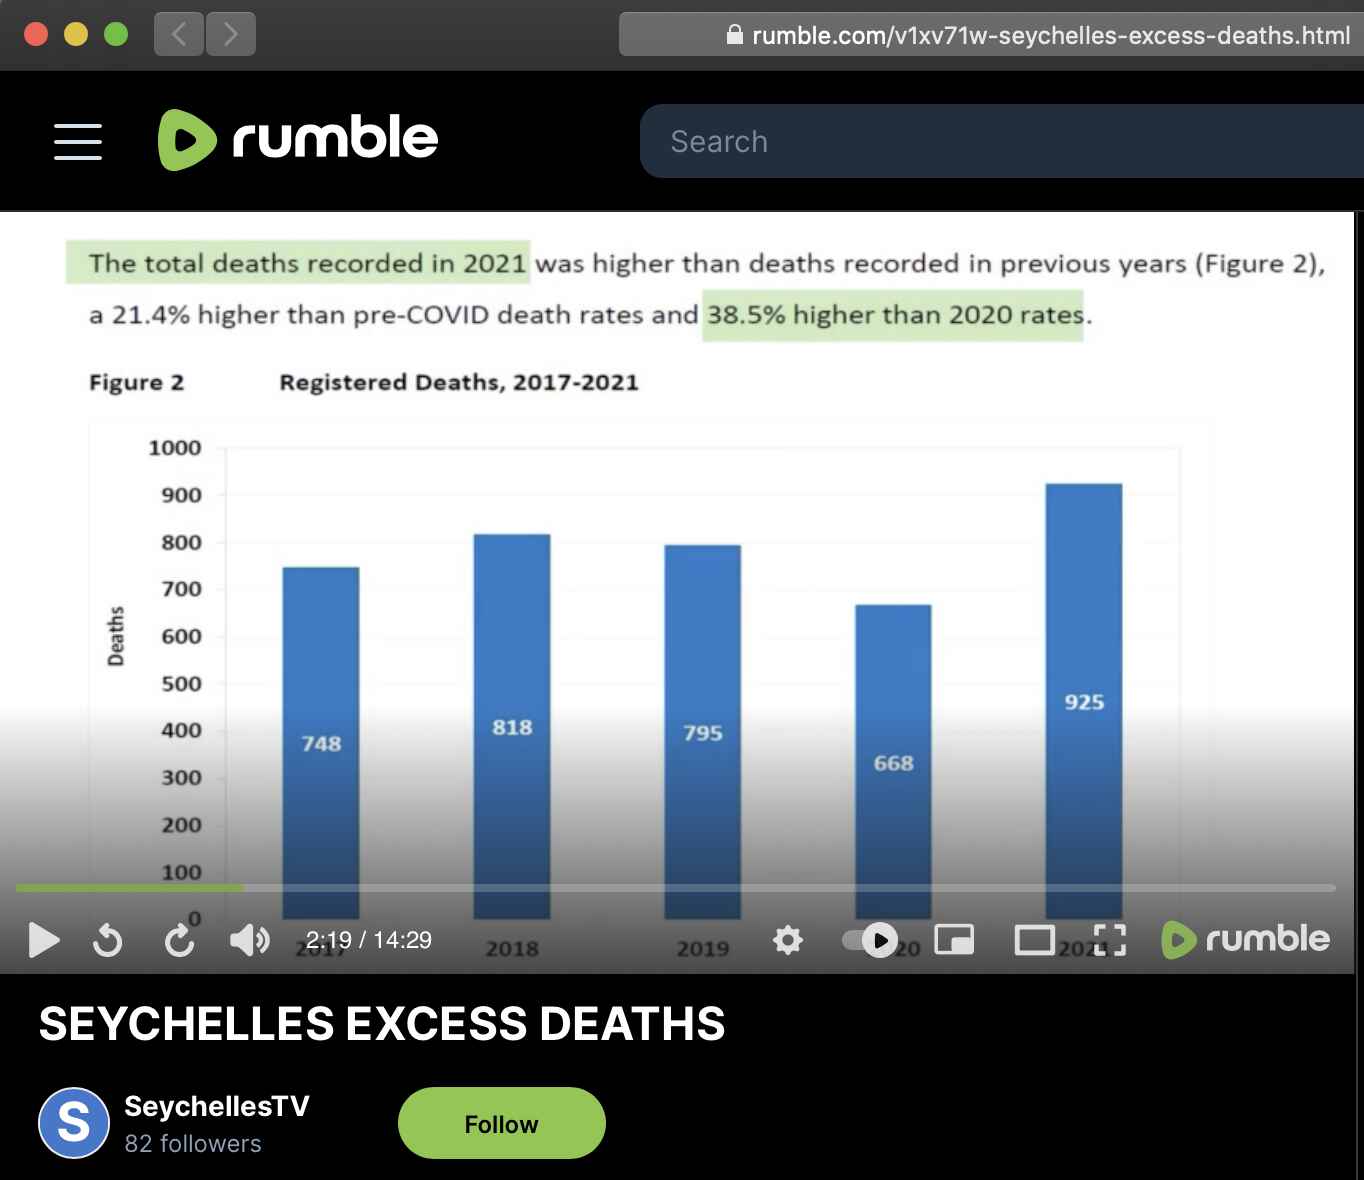 rumble.com/v1xv71w-seychelles-excess-deaths.html
rumble
Search
The total deaths recorded in 2021 was higher than deaths recorded in previous years (Figure 2),
a 21.4% higher than pre-COVID death rates and 38.5% higher than 2020 rates.
Figure 2 Registered Deaths, 2017-2021
1000
900
800
700
600
500
400
300
200
100
0
Deaths
748
818
795
668
925
2017 2018 2019 20 2021
2:19 / 14:29
rumble
SEYCHELLES EXCESS DEATHS
S
SeychellesTV
82 followers
Follow